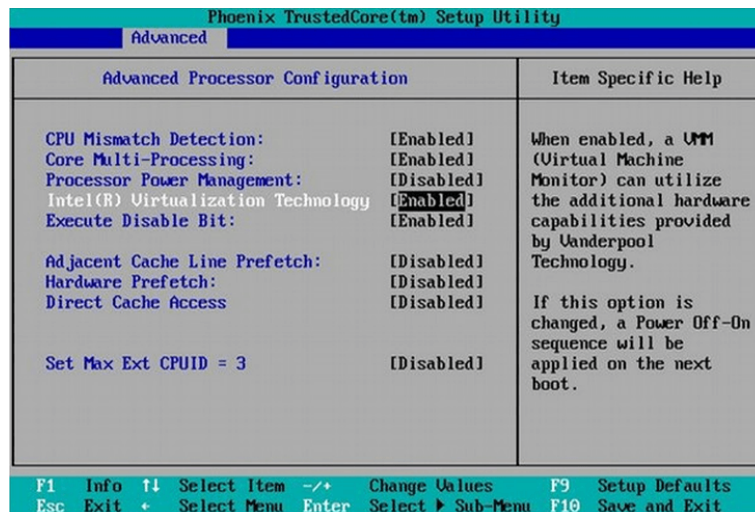 Phoenix TrustedCore(tm) Setup Utility
Advanced
Advanced Processor Configuration
Item Specific Help
CPU Mismatch Detection: [Enabled]
Core Multi-Processing: [Enabled]
Processor Power Management: [Disabled]
Intel(R) Virtualization Technology [Enabled]
Execute Disable Bit: [Enabled]
Adjacent Cache Line Prefetch: [Disabled]
Hardware Prefetch: [Disabled]
Direct Cache Access [Disabled]
Set Max Ext CPUID = 3 [Disabled]
When enabled, a VMM
(Virtual Machine
Monitor) can utilize
the additional hardware
capabilities provided
by Vanderpool
Technology.
If this option is
changed, a Power Off-On
sequence will be
applied on the next
boot.
F1 Info ↑↓ Select Item -/+ Change Values F9 Setup Defaults
Esc Exit ← Select Menu Enter Select ▶ Sub-Menu F10 Save and Exit